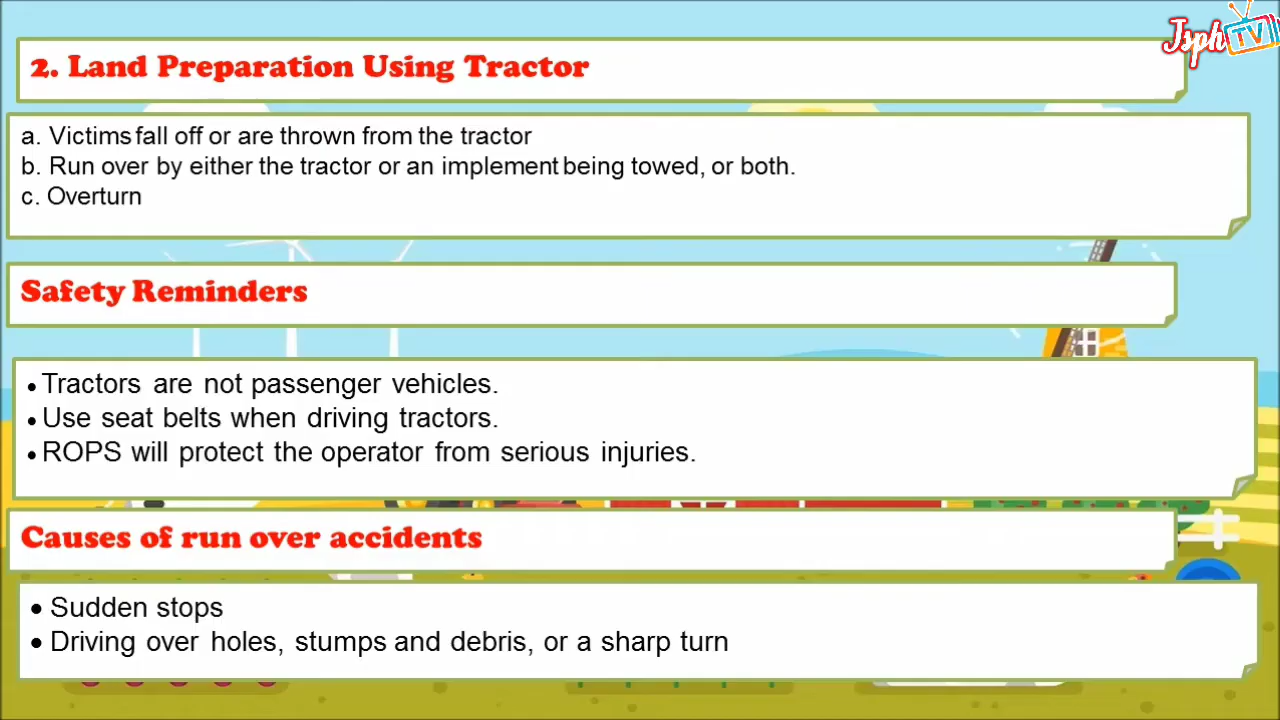 Jsph TV
2. Land Preparation Using Tractor
a. Victims fall off or are thrown from the tractor
b. Run over by either the tractor or an implement being towed, or both.
c. Overturn
Safety Reminders
• Tractors are not passenger vehicles.
• Use seat belts when driving tractors.
• ROPS will protect the operator from serious injuries.
Causes of run over accidents
• Sudden stops
• Driving over holes, stumps and debris, or a sharp turn